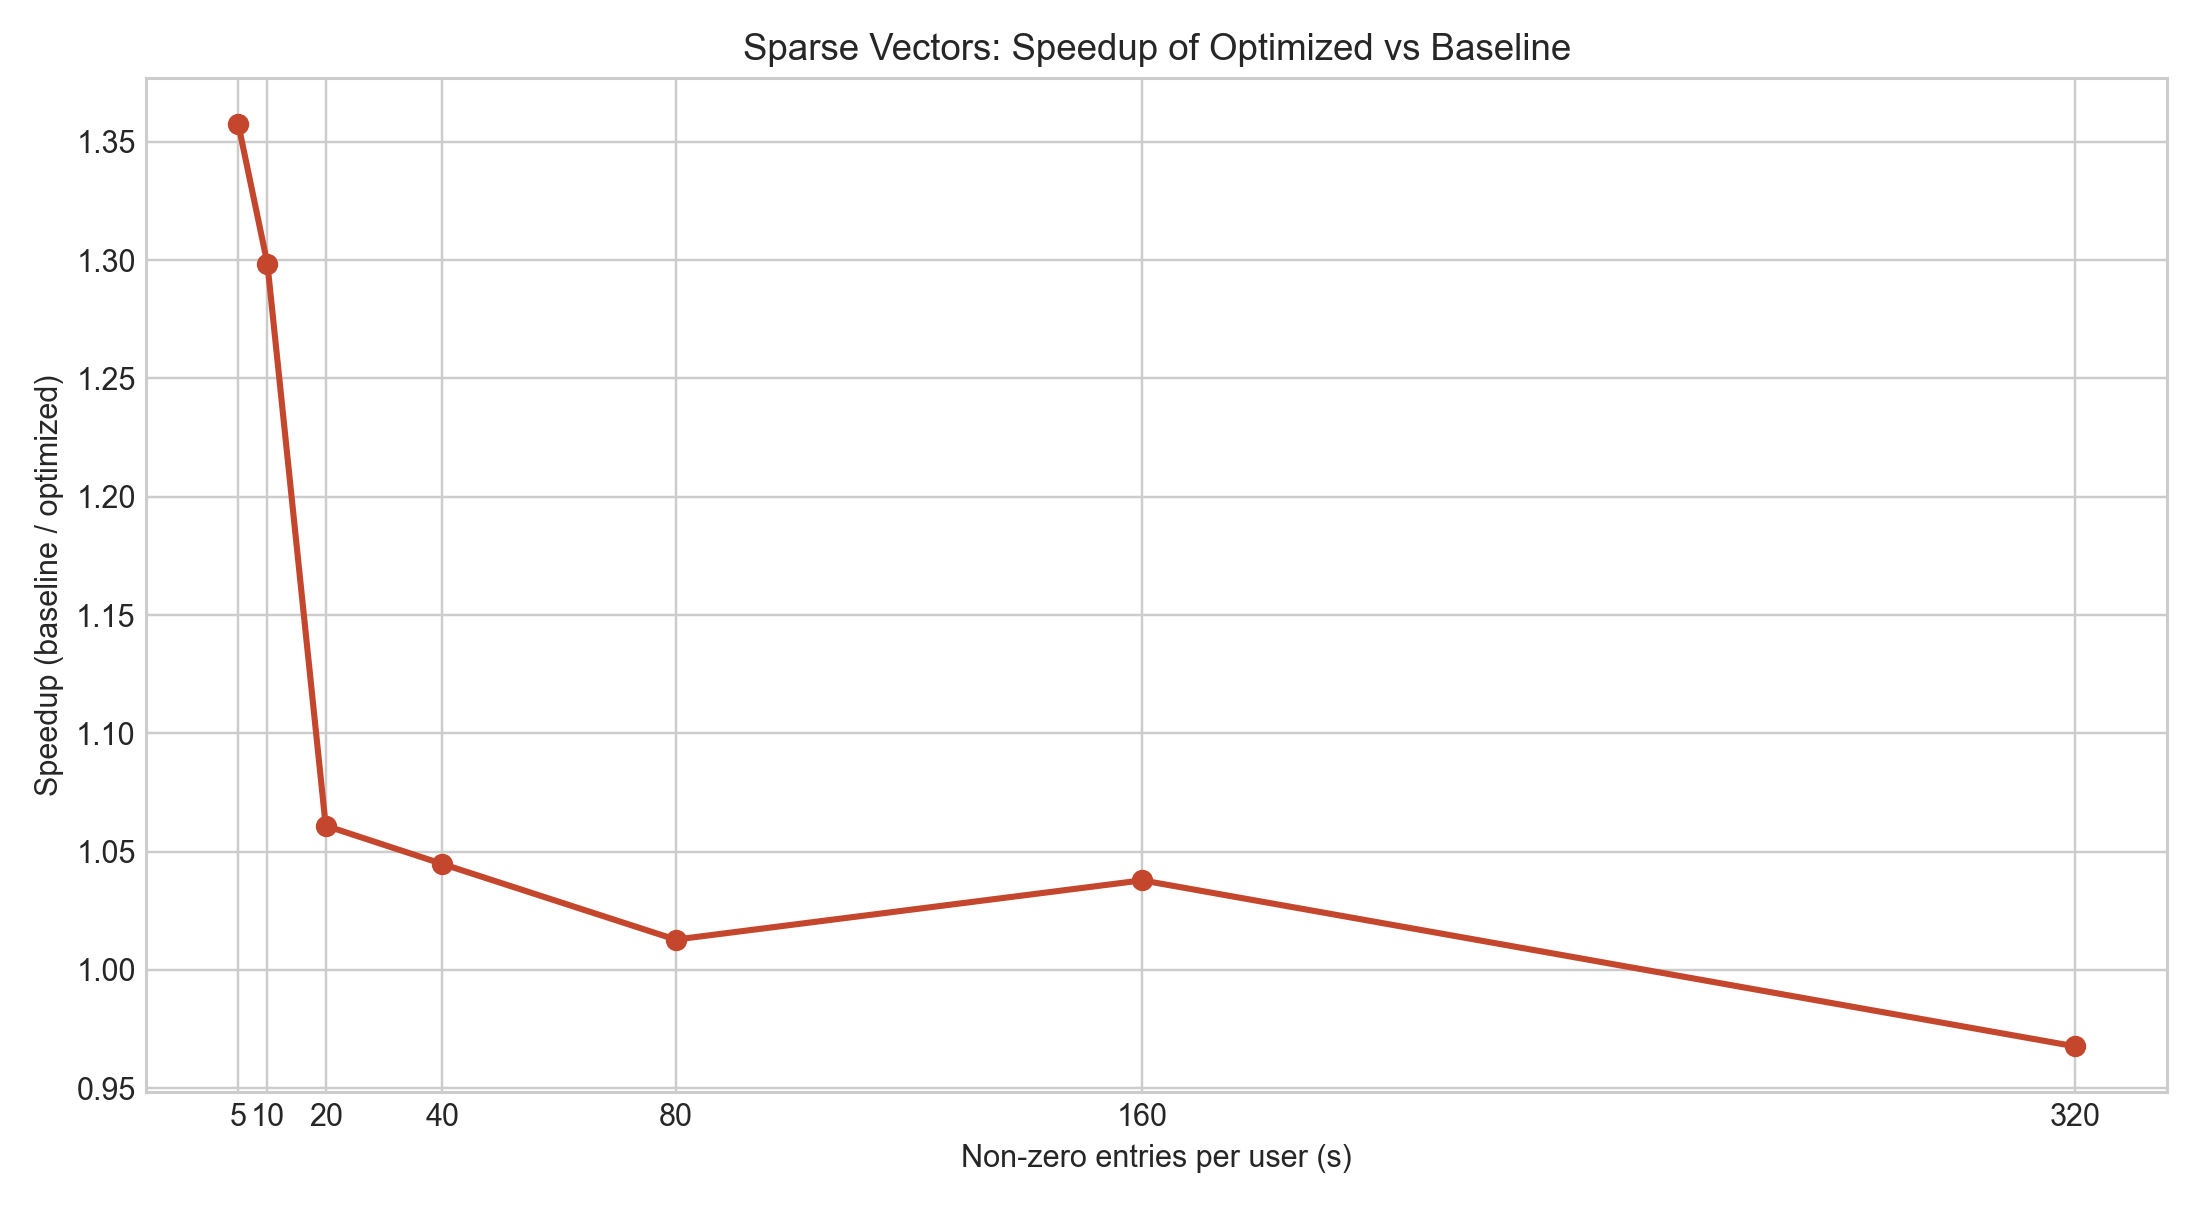 Sparse Vectors: Speedup of Optimized vs Baseline
Speedup (baseline / optimized)
1.35
1.30
1.25
1.20
1.15
1.10
1.05
1.00
0.95
5 10 20 40 80 160 320
Non-zero entries per user (s)